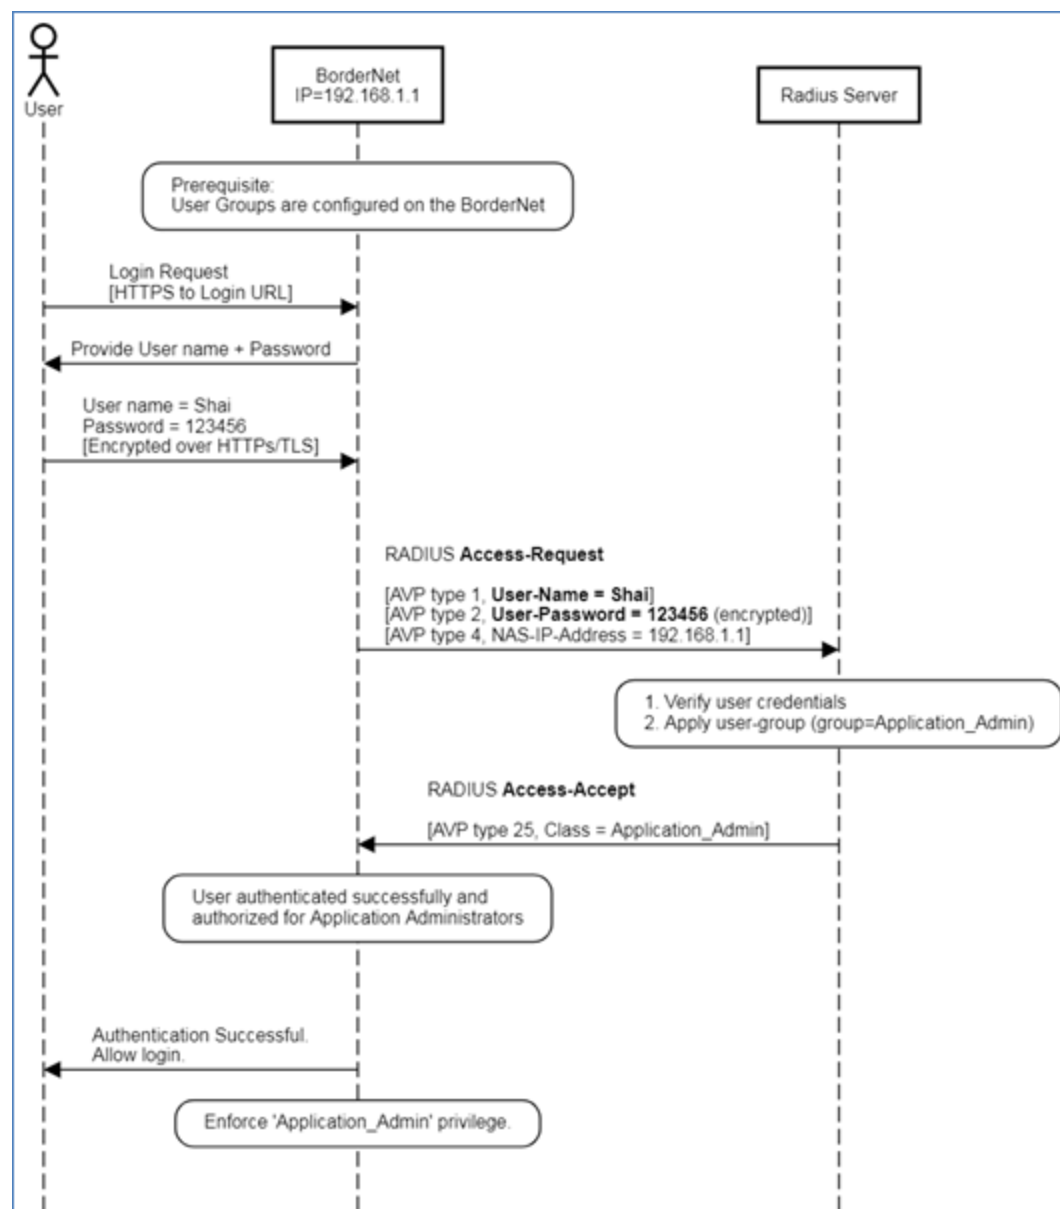 User
BorderNet
IP=192.168.1.1
Radius Server
Prerequisite:
User Groups are configured on the BorderNet
Login Request
[HTTPS to Login URL]
Provide User name + Password
User name = Shai
Password = 123456
[Encrypted over HTTPs/TLS]
RADIUS Access-Request
[AVP type 1, User-Name = Shai]
[AVP type 2, User-Password = 123456 (encrypted)]
[AVP type 4, NAS-IP-Address = 192.168.1.1]
1. Verify user credentials
2. Apply user-group (group=Application_Admin)
RADIUS Access-Accept
[AVP type 25, Class = Application_Admin]
User authenticated successfully and
authorized for Application Administrators
Authentication Successful.
Allow login.
Enforce 'Application_Admin' privilege.